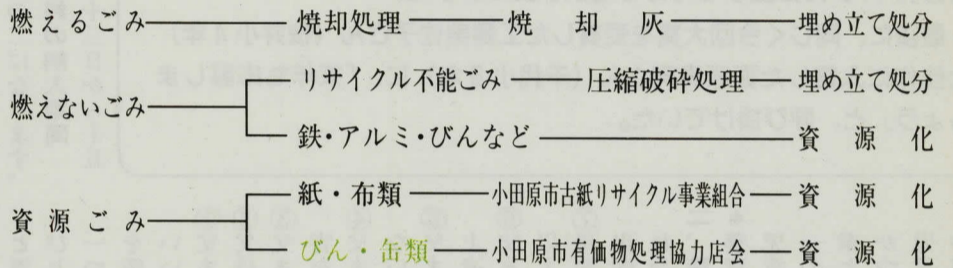 燃えるごみ 焼却処理 焼却灰 埋め立て処分
リサイクル不能ごみ 圧縮破砕処理 埋め立て処分
燃えないごみ
鉄・アルミ・びんなど 資源化
紙・布類 小田原市古紙リサイクル事業組合 資源化
資源ごみ
びん・缶類 小田原市有価物処理協力店会 資源化